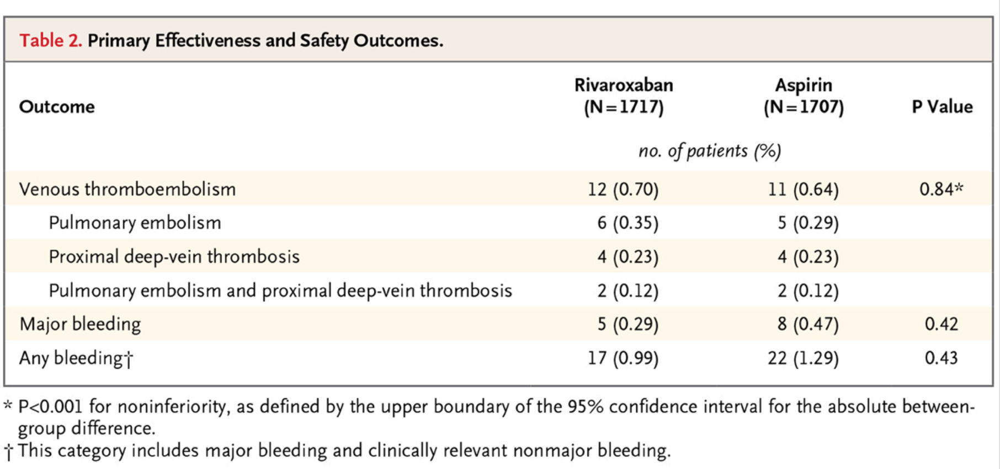 Table 2. Primary Effectiveness and Safety Outcomes.
Outcome Rivaroxaban (N=1717) Aspirin (N=1707) P Value
no. of patients (%)
Venous thromboembolism 12 (0.70) 11 (0.64) 0.84*
Pulmonary embolism 6 (0.35) 5 (0.29)
Proximal deep-vein thrombosis 4 (0.23) 4 (0.23)
Pulmonary embolism and proximal deep-vein thrombosis 2 (0.12) 2 (0.12)
Major bleeding 5 (0.29) 8 (0.47) 0.42
Any bleeding† 17 (0.99) 22 (1.29) 0.43
* P<0.001 for noninferiority, as defined by the upper boundary of the 95% confidence interval for the absolute between-
group difference.
† This category includes major bleeding and clinically relevant nonmajor bleeding.